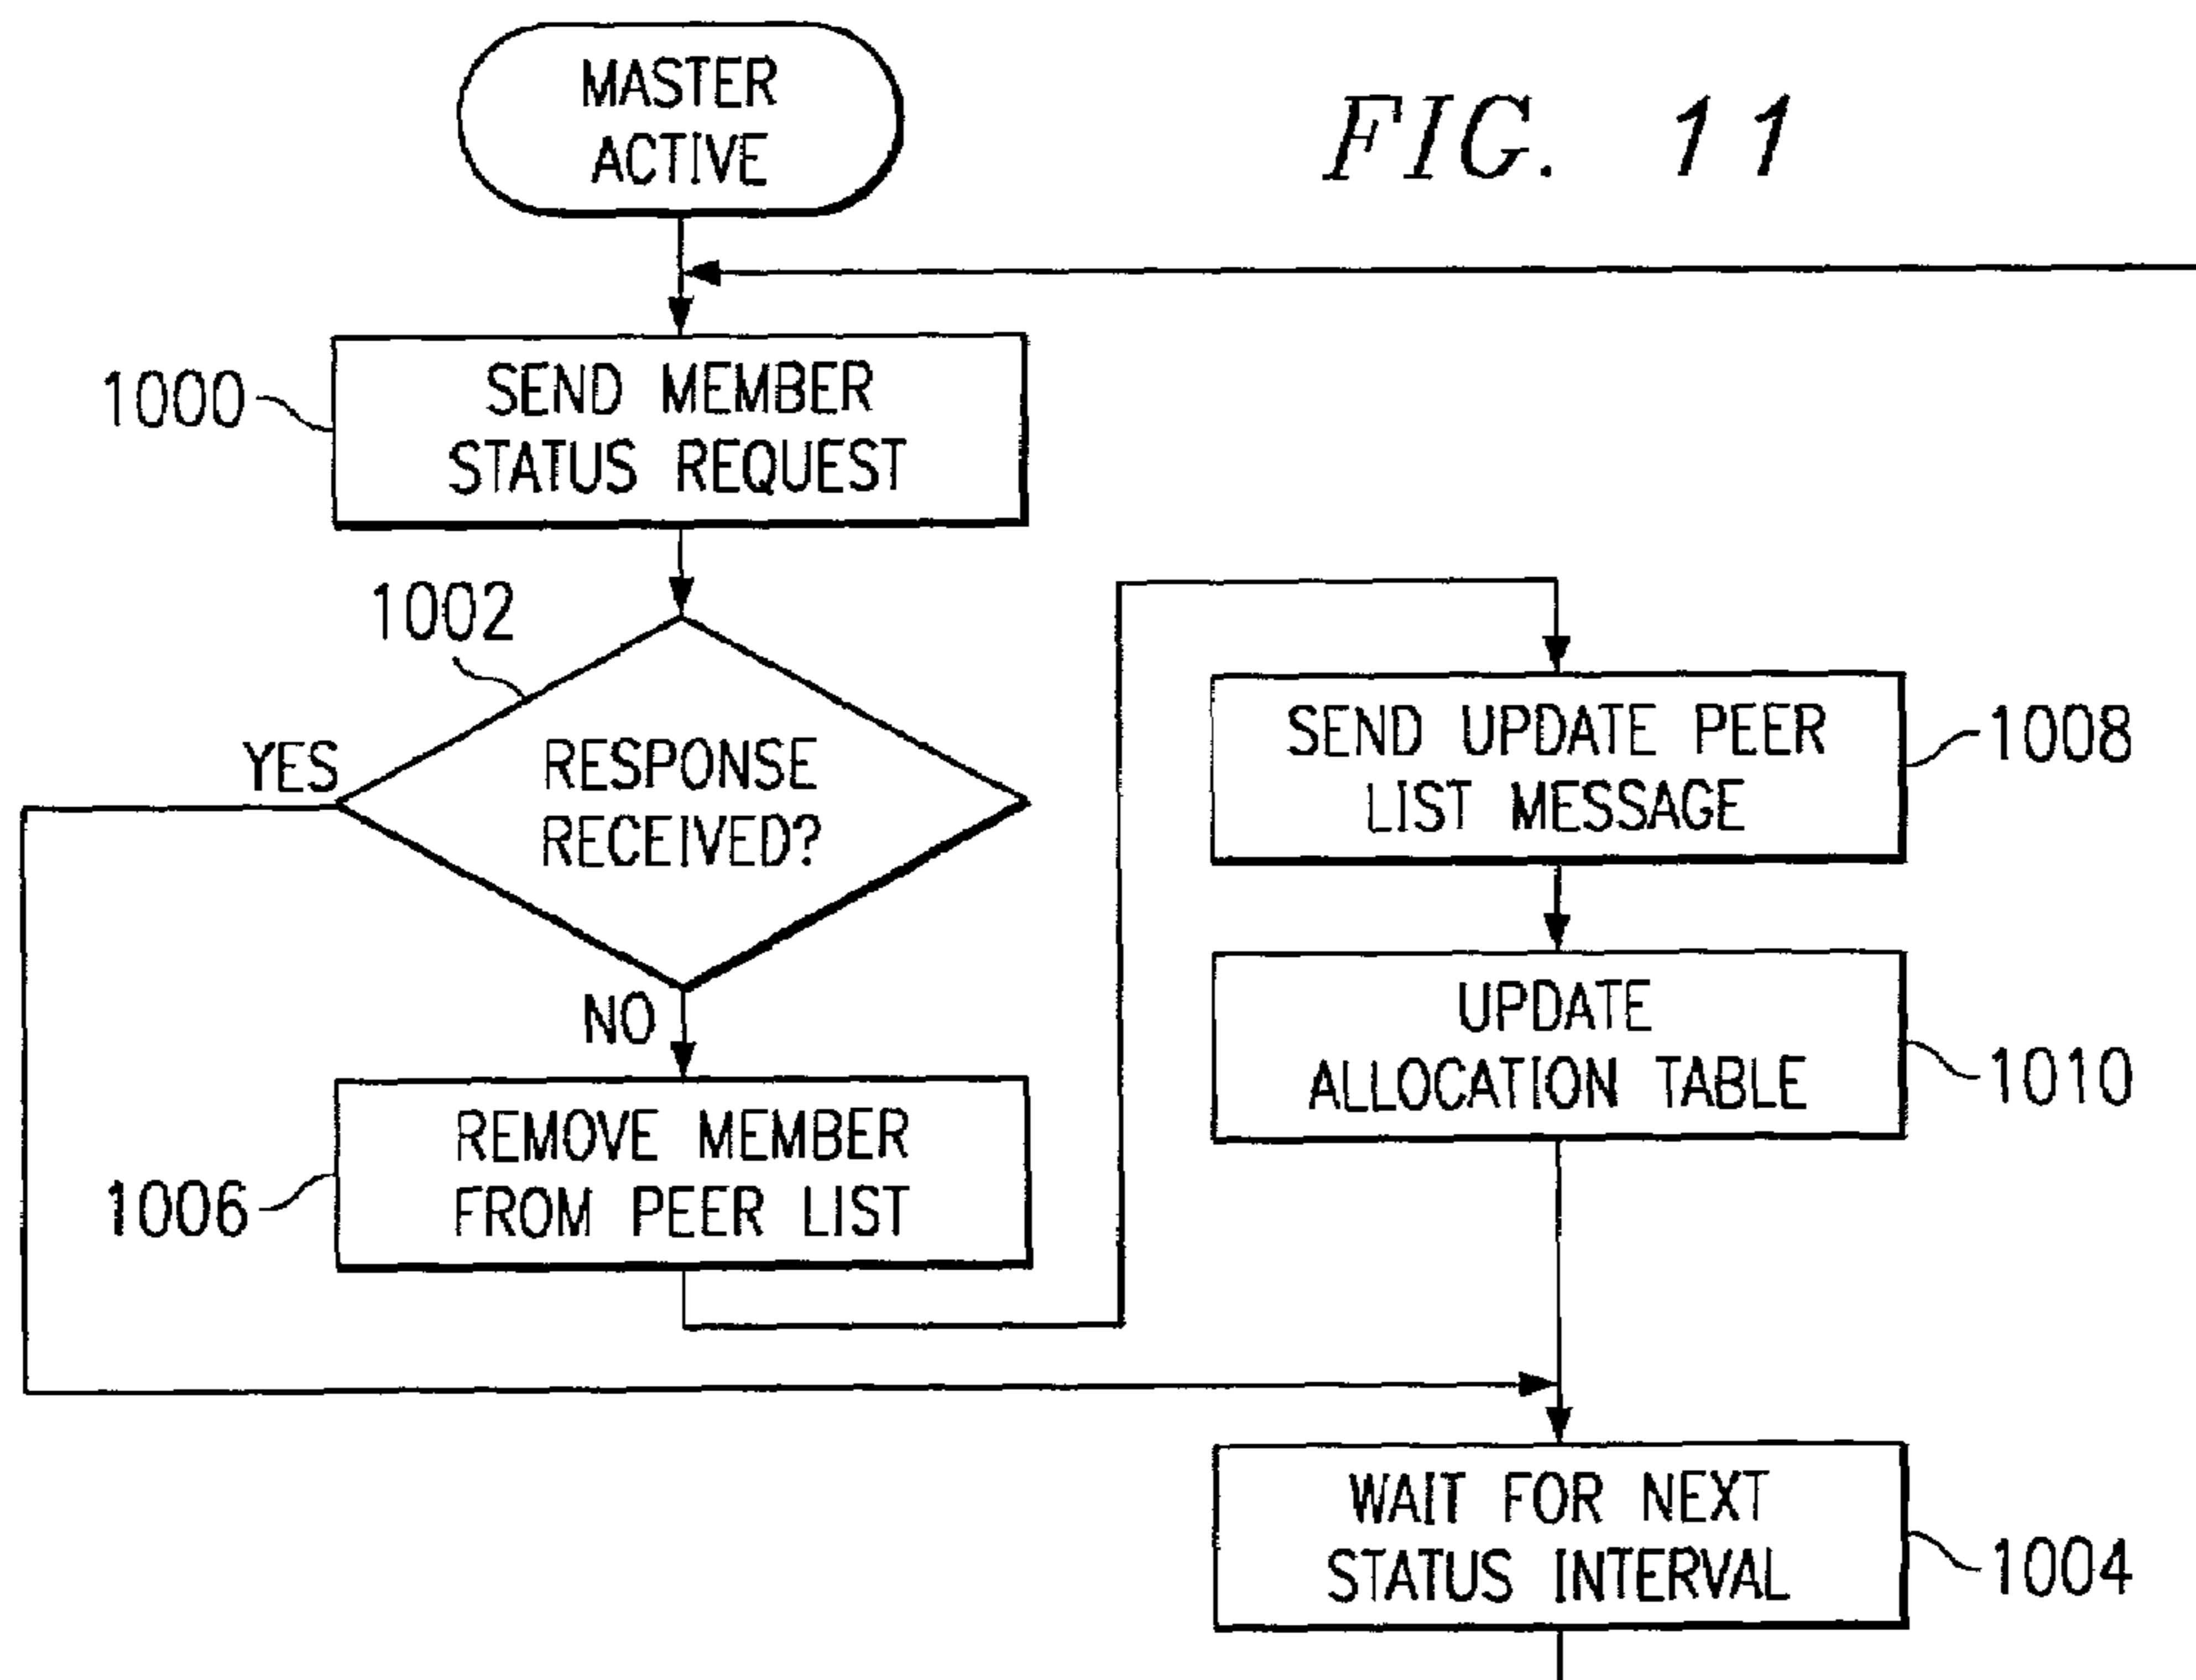 MASTER
ACTIVE
FIG. 11
1000
SEND MEMBER
STATUS REQUEST
1002
YES
RESPONSE
RECEIVED?
NO
1006
REMOVE MEMBER
FROM PEER LIST
SEND UPDATE PEER
LIST MESSAGE
1008
UPDATE
ALLOCATION TABLE
1010
WAIT FOR NEXT
STATUS INTERVAL
1004